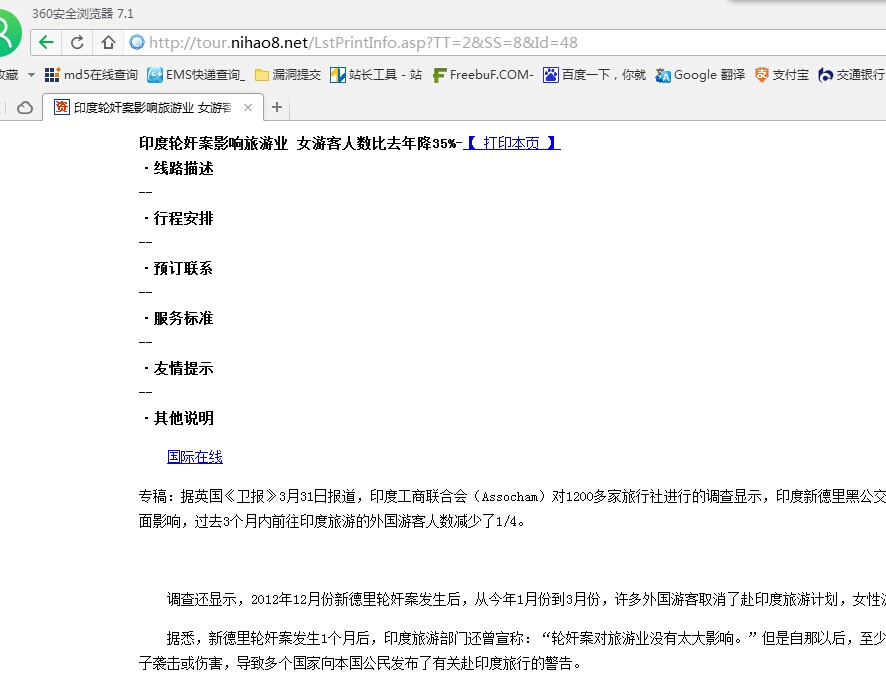 360安全浏览器 7.1
http://tour.nihao8.net/LstPrintInfo.asp?TT=2&SS=8&Id=48
收藏 md5在线查询 EMS快递查询_ 漏洞提交 站长工具 - 站 FreebuF.COM- 百度一下，你就 Google 翻译 支付宝 交通银行
印度轮奸案影响旅游业 女游客
印度轮奸案影响旅游业 女游客人数比去年降35%-【 打印本页 】
·线路描述
--
·行程安排
--
·预订联系
--
·服务标准
--
·友情提示
--
·其他说明
国际在线
专稿：据英国《卫报》3月31日报道，印度工商联合会（Assocham）对1200多家旅行社进行的调查显示，印度新德里黑公交
面影响，过去3个月内前往印度旅游的外国游客人数减少了1/4。
调查还显示，2012年12月份新德里轮奸案发生后，从今年1月份到3月份，许多外国游客取消了赴印度旅游计划，女性
据悉，新德里轮奸案发生1个月后，印度旅游部门还曾宣称：“轮奸案对旅游业没有太大影响。”但是自那以后，至少
子袭击或伤害，导致多个国家向本国公民发布了有关赴印度旅行的警告。